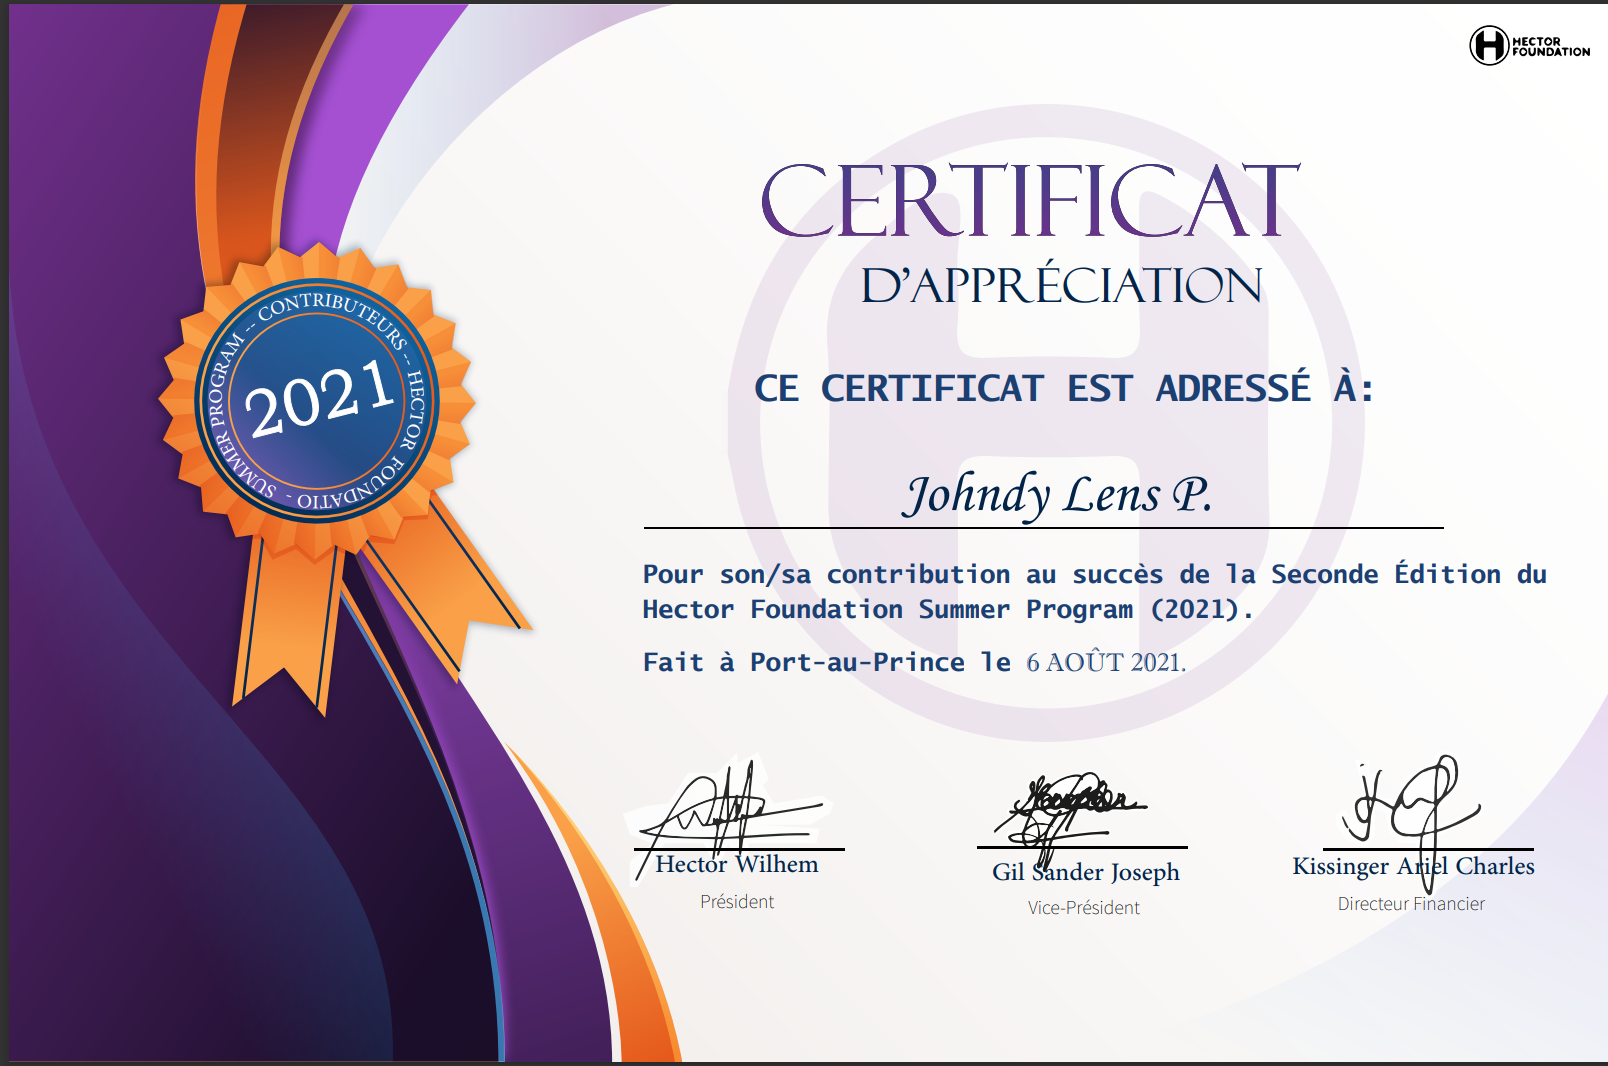 HECTOR
FOUNDATION
CERTIFICAT
D’APPRÉCIATION
SUMMER PROGRAM -- CONTRIBUTEURS -- HECTOR FOUNDATIO -
2021
CE CERTIFICAT EST ADRESSÉ À:
Johndy Lens P.
Pour son/sa contribution au succès de la Seconde Édition du
Hector Foundation Summer Program (2021).
Fait à Port-au-Prince le 6 AOÛT 2021.
Hector Wilhem
Président
Gil Sander Joseph
Vice-Président
Kissinger Ariel Charles
Directeur Financier